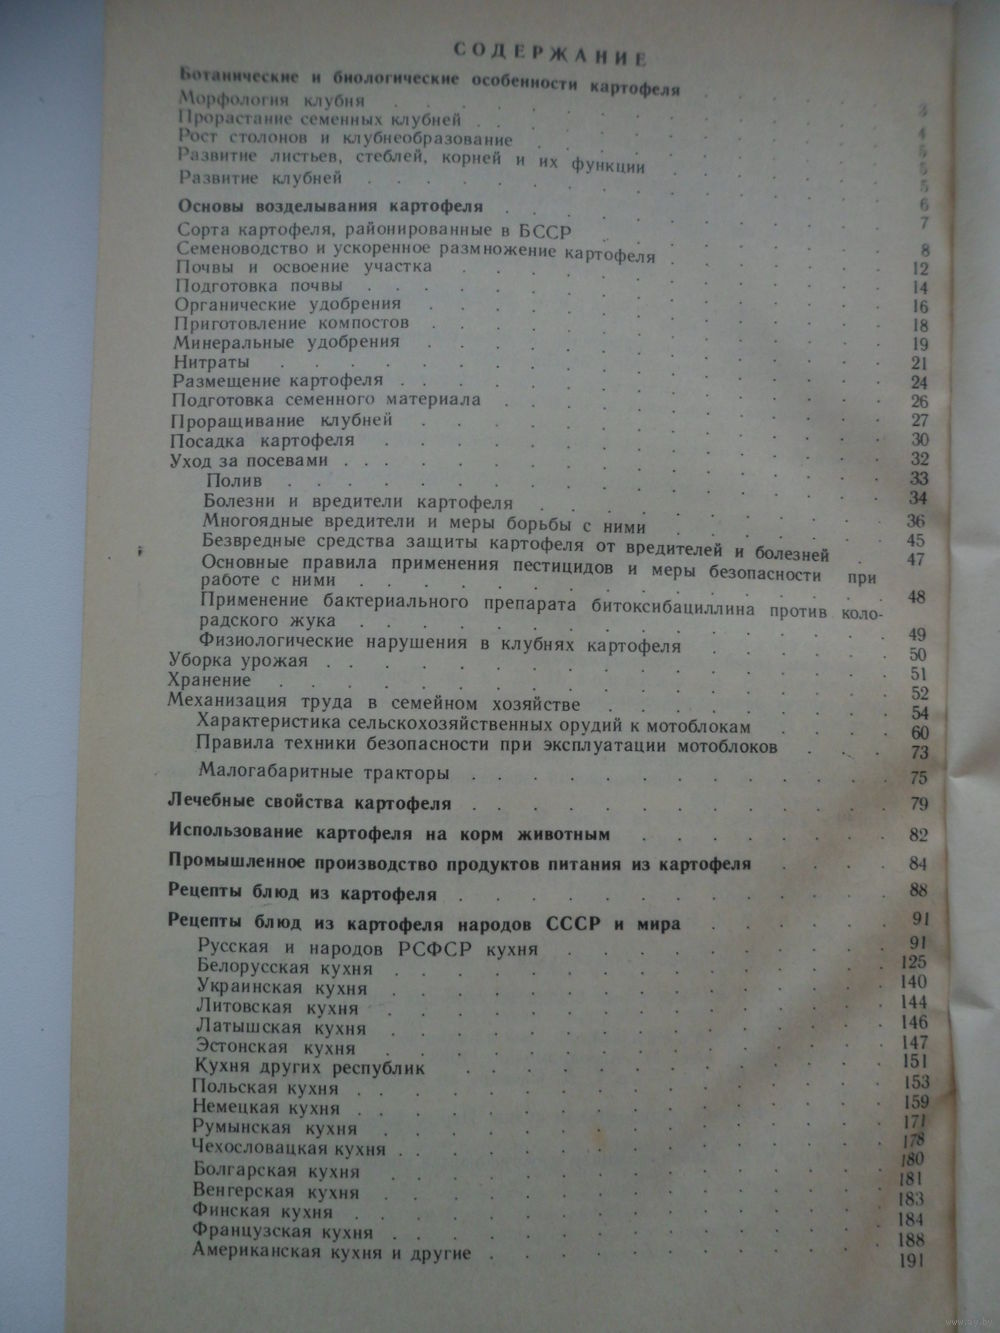 СОДЕРЖАНИЕ
Ботанические и биологические особенности картофеля . 3
Морфология клубня . . . 4
Прорастание семенных клубней . . . 5
Рост столонов и клубнеобразование . . . 5
Развитие листьев, стеблей, корней и их функции . . . 5
Развитие клубней . . . 6
Основы возделывания картофеля . . . 7
Сорта картофеля, районированные в БССР . . . 8
Семеноводство и ускоренное размножение картофеля . . . 12
Почвы и освоение участка . . . 14
Подготовка почвы . . . 16
Органические удобрения . . . 18
Приготовление компостов . . . 19
Минеральные удобрения . . . 21
Нитраты . . . 24
Размещение картофеля . . . 26
Подготовка семенного материала . . . 27
Проращивание клубней . . . 30
Посадка картофеля . . . 32
Уход за посевами . . . 33
Полив . . . 34
Болезни и вредители картофеля . . . 36
Многоядные вредители и меры борьбы с ними . . . 45
Безвредные средства защиты картофеля от вредителей и болезней . 47
Основные правила применения пестицидов и меры безопасности при
работе с ними . . . 48
Применение бактериального препарата битоксибациллина против коло-
радского жука . . . 49
Физиологические нарушения в клубнях картофеля . . . 50
Уборка урожая . . . 51
Хранение . . . 52
Механизация труда в семейном хозяйстве . . . 54
Характеристика сельскохозяйственных орудий к мотоблокам . . . 60
Правила техники безопасности при эксплуатации мотоблоков . . . 73
Малогабаритные тракторы . . . 75
Лечебные свойства картофеля . . . 79
Использование картофеля на корм животным . . . 82
Промышленное производство продуктов питания из картофеля . . . 84
Рецепты блюд из картофеля . . . 88
Рецепты блюд из картофеля народов СССР и мира . . . 91
Русская и народов РСФСР кухня . . . 91
Белорусская кухня . . . 125
Украинская кухня . . . 140
Литовская кухня . . . 144
Латышская кухня . . . 146
Эстонская кухня . . . 147
Кухня других республик . . . 151
Польская кухня . . . 153
Немецкая кухня . . . 159
Румынская кухня . . . 171
Чехословацкая кухня . . . 178
Болгарская кухня . . . 180
Венгерская кухня . . . 181
Финская кухня . . . 183
Французская кухня . . . 184
Американская кухня и другие . . . 188
191
www.ay.by